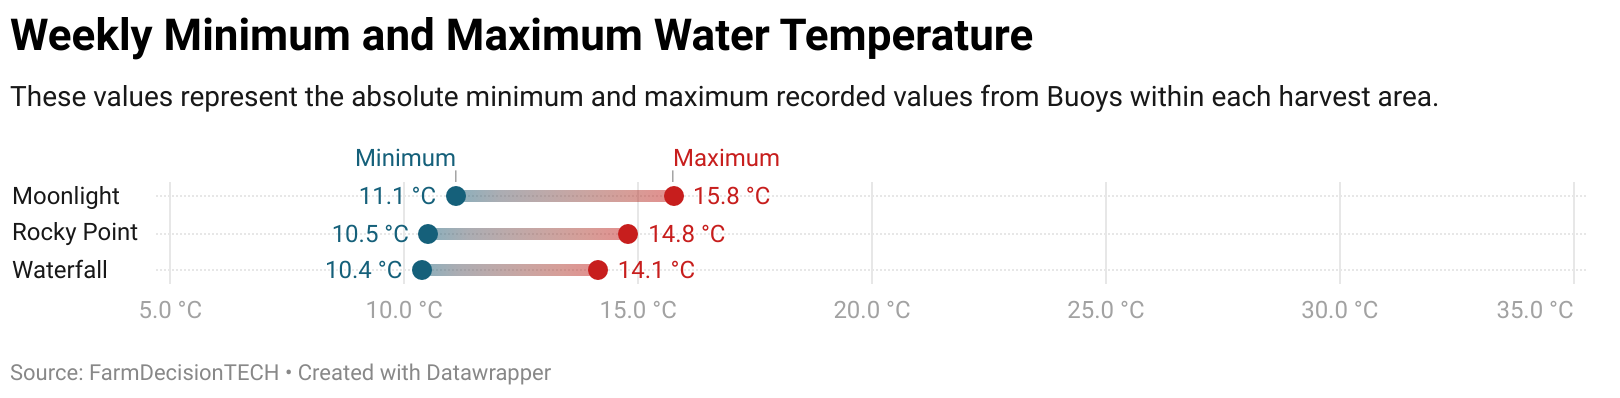 Weekly Minimum and Maximum Water Temperature
These values represent the absolute minimum and maximum recorded values from Buoys within each harvest area.
Minimum Maximum
Moonlight 11.1 °C 15.8 °C
Rocky Point 10.5 °C 14.8 °C
Waterfall 10.4 °C 14.1 °C
5.0 °C 10.0 °C 15.0 °C 20.0 °C 25.0 °C 30.0 °C 35.0 °C
Source: FarmDecisionTECH • Created with Datawrapper